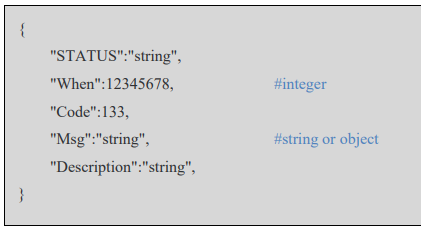 {
"STATUS":"string",
"When":12345678, #integer
"Code":133,
"Msg":"string", #string or object
"Description":"string",
}